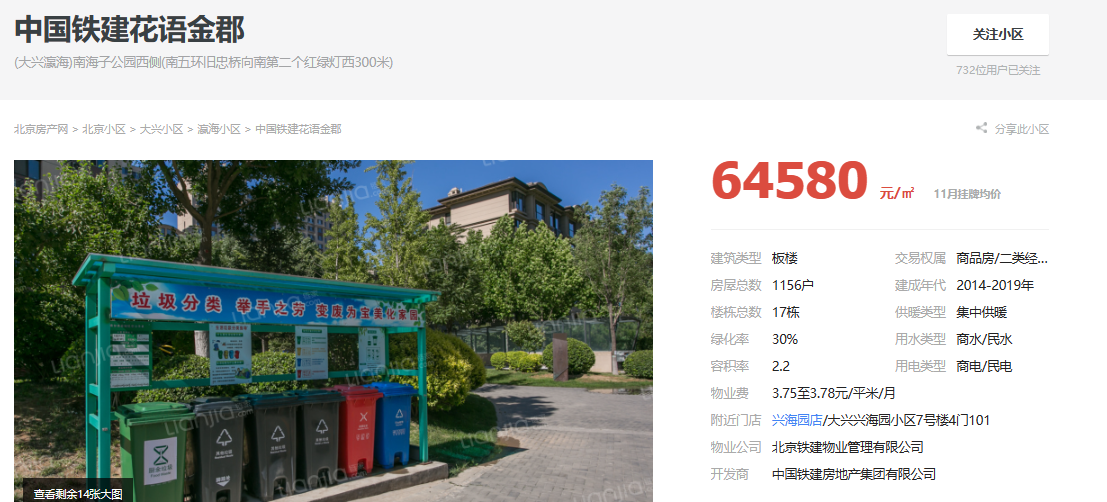 中国铁建花语金郡
(大兴瀛海)南海子公园西侧(南五环旧忠桥向南第二个红绿灯西300米)
关注小区
732位用户已关注
北京房产网 > 北京小区 > 大兴小区 > 瀛海小区 > 中国铁建花语金郡
分享此小区
垃圾分类 举手之劳 变废为宝美化家园
Lianjia
查看剩余14张大图
64580 元/㎡ 11月挂牌均价
建筑类型 板楼 交易权属 商品房/二类经...
房屋总数 1156户 建成年代 2014-2019年
楼栋总数 17栋 供暖类型 集中供暖
绿化率 30% 用水类型 商水/民水
容积率 2.2 用电类型 商电/民电
物业费 3.75至3.78元/平米/月
附近门店 兴海园店/大兴兴海园小区7号楼4门101
物业公司 北京铁建物业管理有限公司
开发商 中国铁建房地产集团有限公司